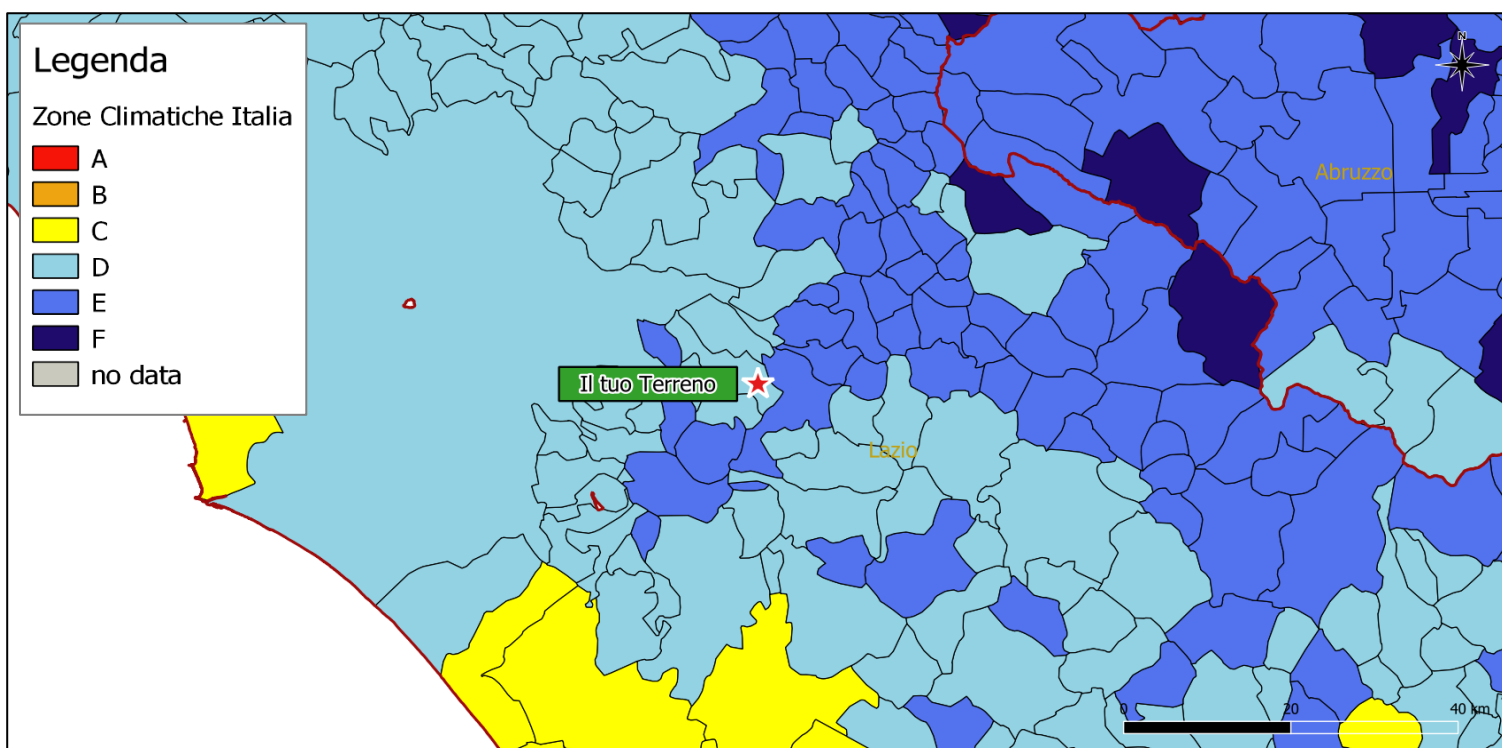 Legenda
Zone Climatiche Italia
A
B
C
D
E
F
no data
N
Abruzzo
Il tuo Terreno
Lazio
0 20 40 km